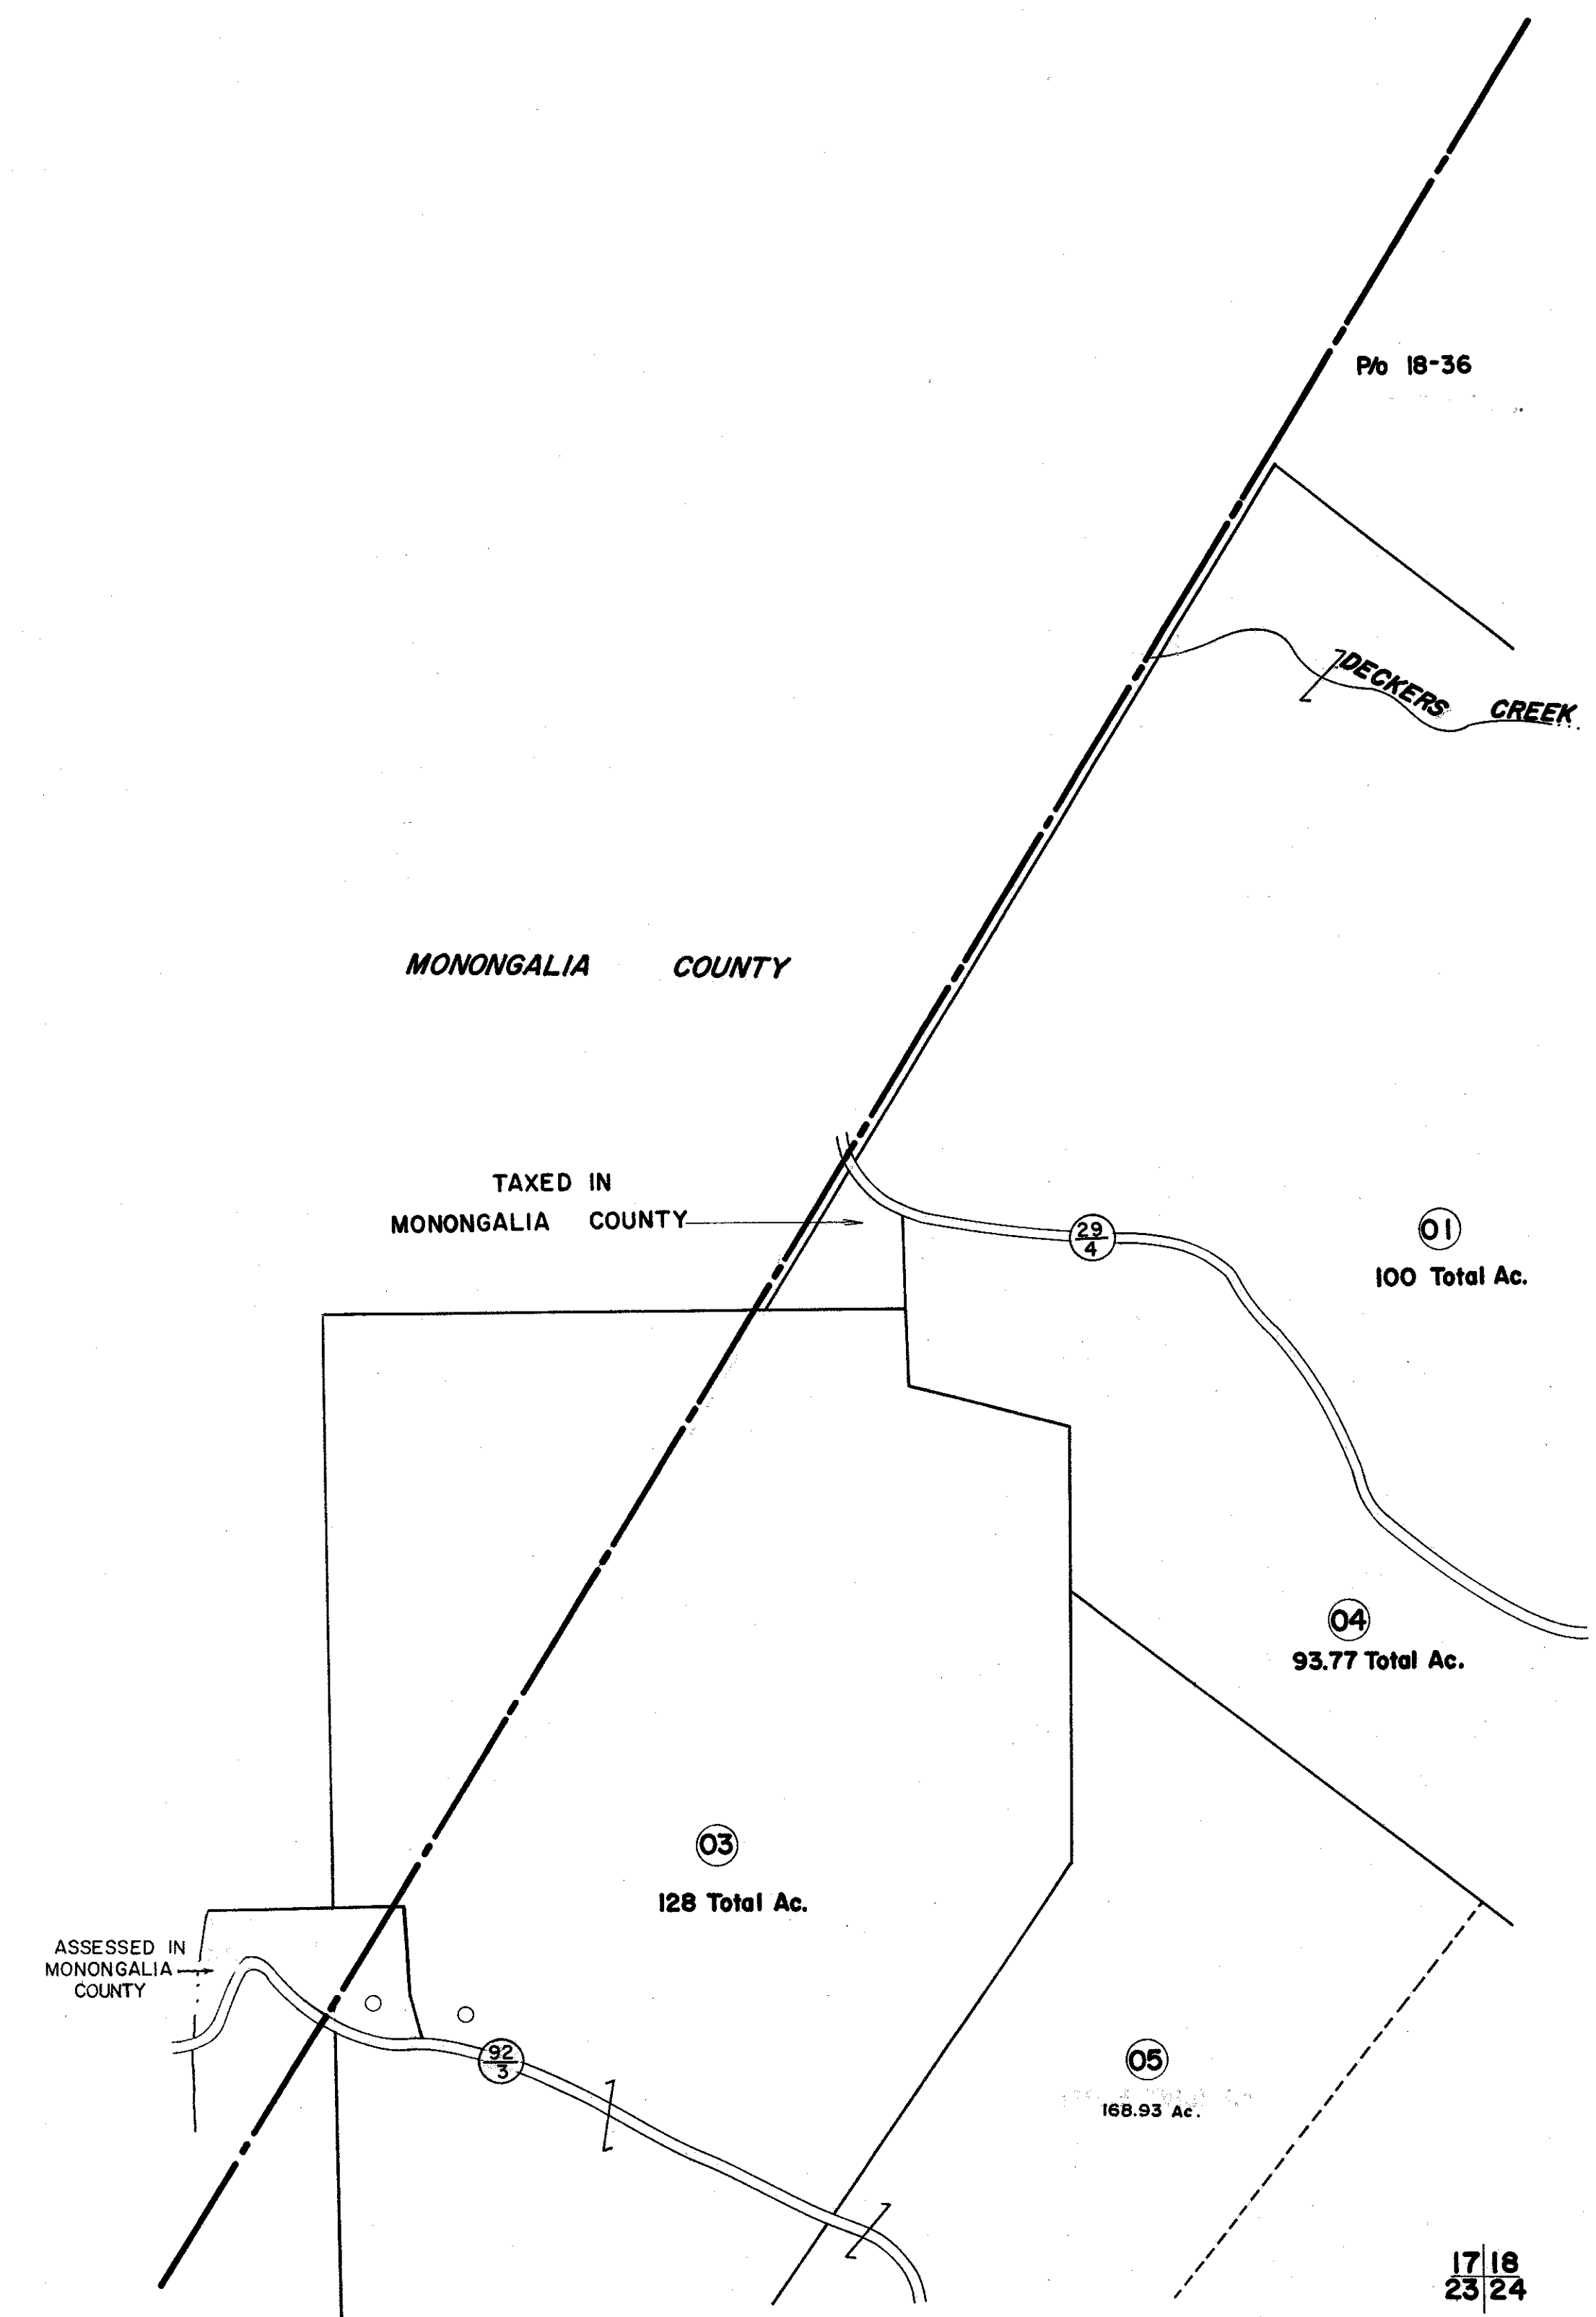 P/o 18-36
DECKERS CREEK
MONONGALIA COUNTY
TAXED IN
MONONGALIA COUNTY
29
4
01
100 Total Ac.
04
93.77 Total Ac.
03
128 Total Ac.
ASSESSED IN
MONONGALIA
COUNTY
92
3
05
168.93 Ac.
17 18
23 24